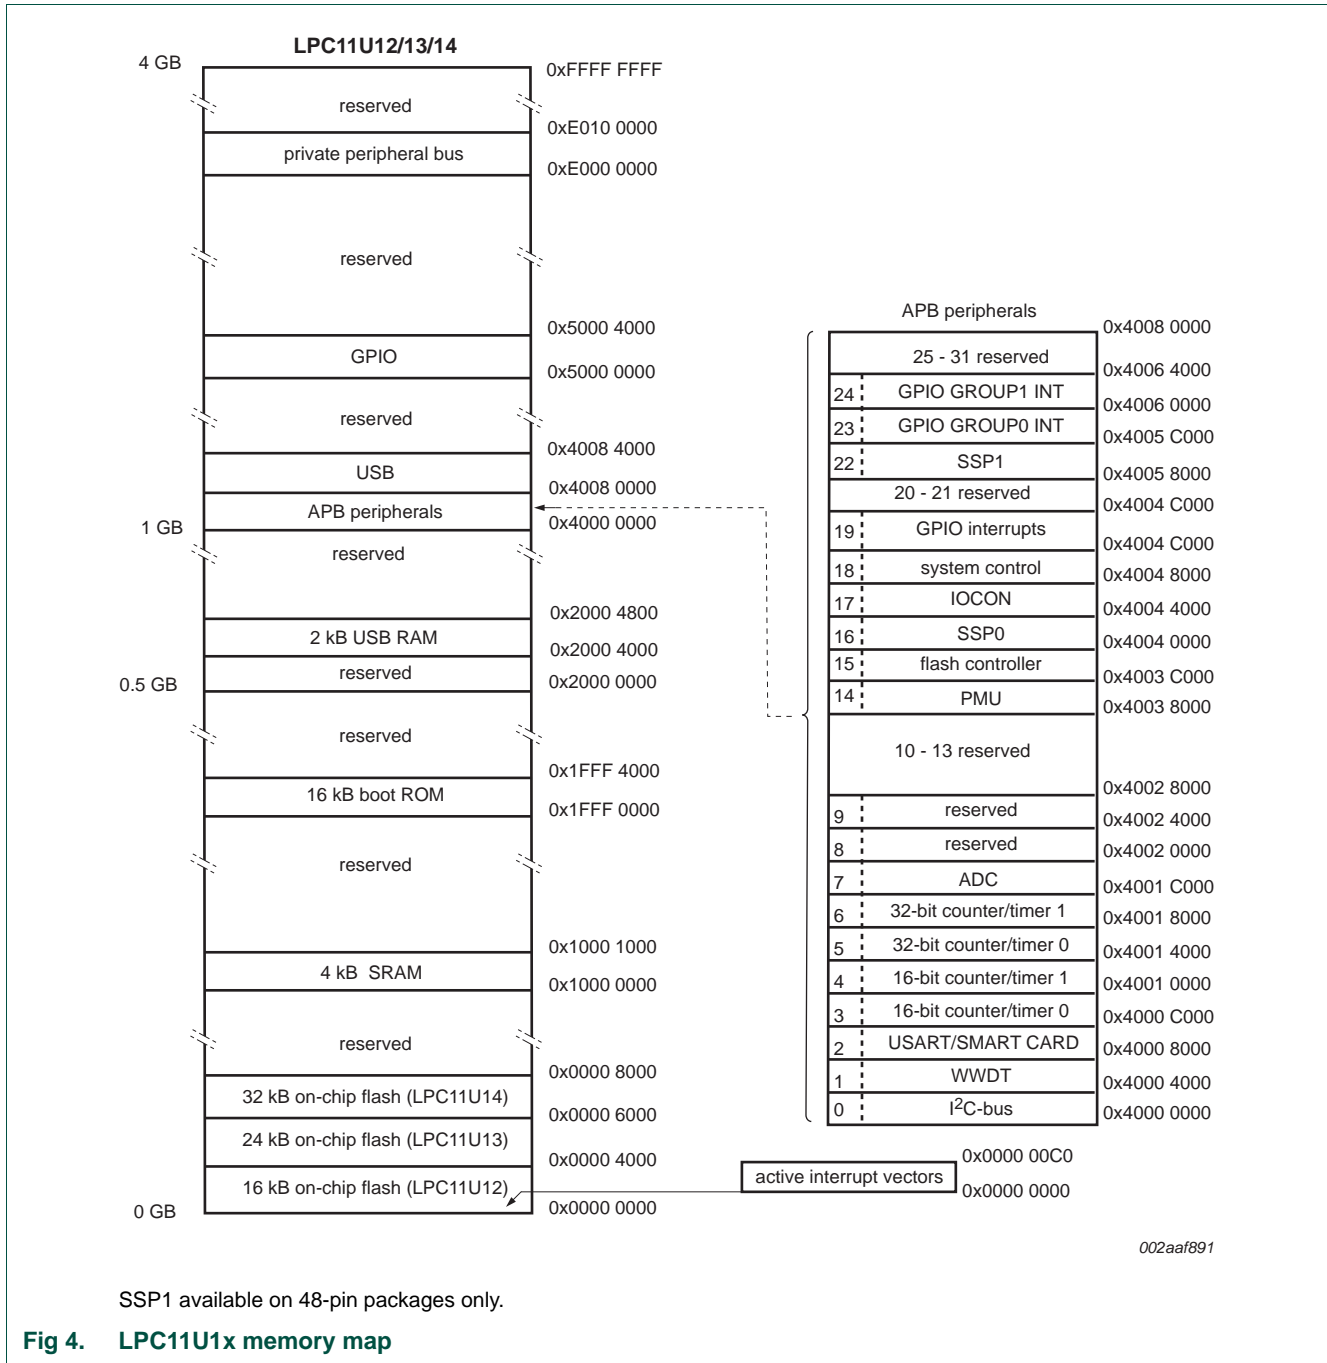 LPC11U12/13/14
4 GB
0xFFFF FFFF
reserved
0xE010 0000
private peripheral bus
0xE000 0000
reserved
0x5000 4000
GPIO
0x5000 0000
reserved
0x4008 4000
USB
0x4008 0000
APB peripherals
1 GB
0x4000 0000
reserved
0x2000 4800
2 kB USB RAM
0x2000 4000
reserved
0.5 GB
0x2000 0000
reserved
0x1FFF 4000
16 kB boot ROM
0x1FFF 0000
reserved
0x1000 1000
4 kB SRAM
0x1000 0000
reserved
0x0000 8000
32 kB on-chip flash (LPC11U14)
0x0000 6000
24 kB on-chip flash (LPC11U13)
0x0000 4000
16 kB on-chip flash (LPC11U12)
0 GB
0x0000 0000
APB peripherals
0x4008 0000
25 - 31 reserved
0x4006 4000
24 GPIO GROUP1 INT
0x4006 0000
23 GPIO GROUP0 INT
0x4005 C000
22 SSP1
0x4005 8000
20 - 21 reserved
0x4004 C000
19 GPIO interrupts
0x4004 C000
18 system control
0x4004 8000
17 IOCON
0x4004 4000
16 SSP0
0x4004 0000
15 flash controller
0x4003 C000
14 PMU
0x4003 8000
10 - 13 reserved
0x4002 8000
9 reserved
0x4002 4000
8 reserved
0x4002 0000
7 ADC
0x4001 C000
6 32-bit counter/timer 1
0x4001 8000
5 32-bit counter/timer 0
0x4001 4000
4 16-bit counter/timer 1
0x4001 0000
3 16-bit counter/timer 0
0x4000 C000
2 USART/SMART CARD
0x4000 8000
1 WWDT
0x4000 4000
0 I2C-bus
0x4000 0000
0x0000 00C0
active interrupt vectors
0x0000 0000
002aaf891
SSP1 available on 48-pin packages only.
Fig 4. LPC11U1x memory map